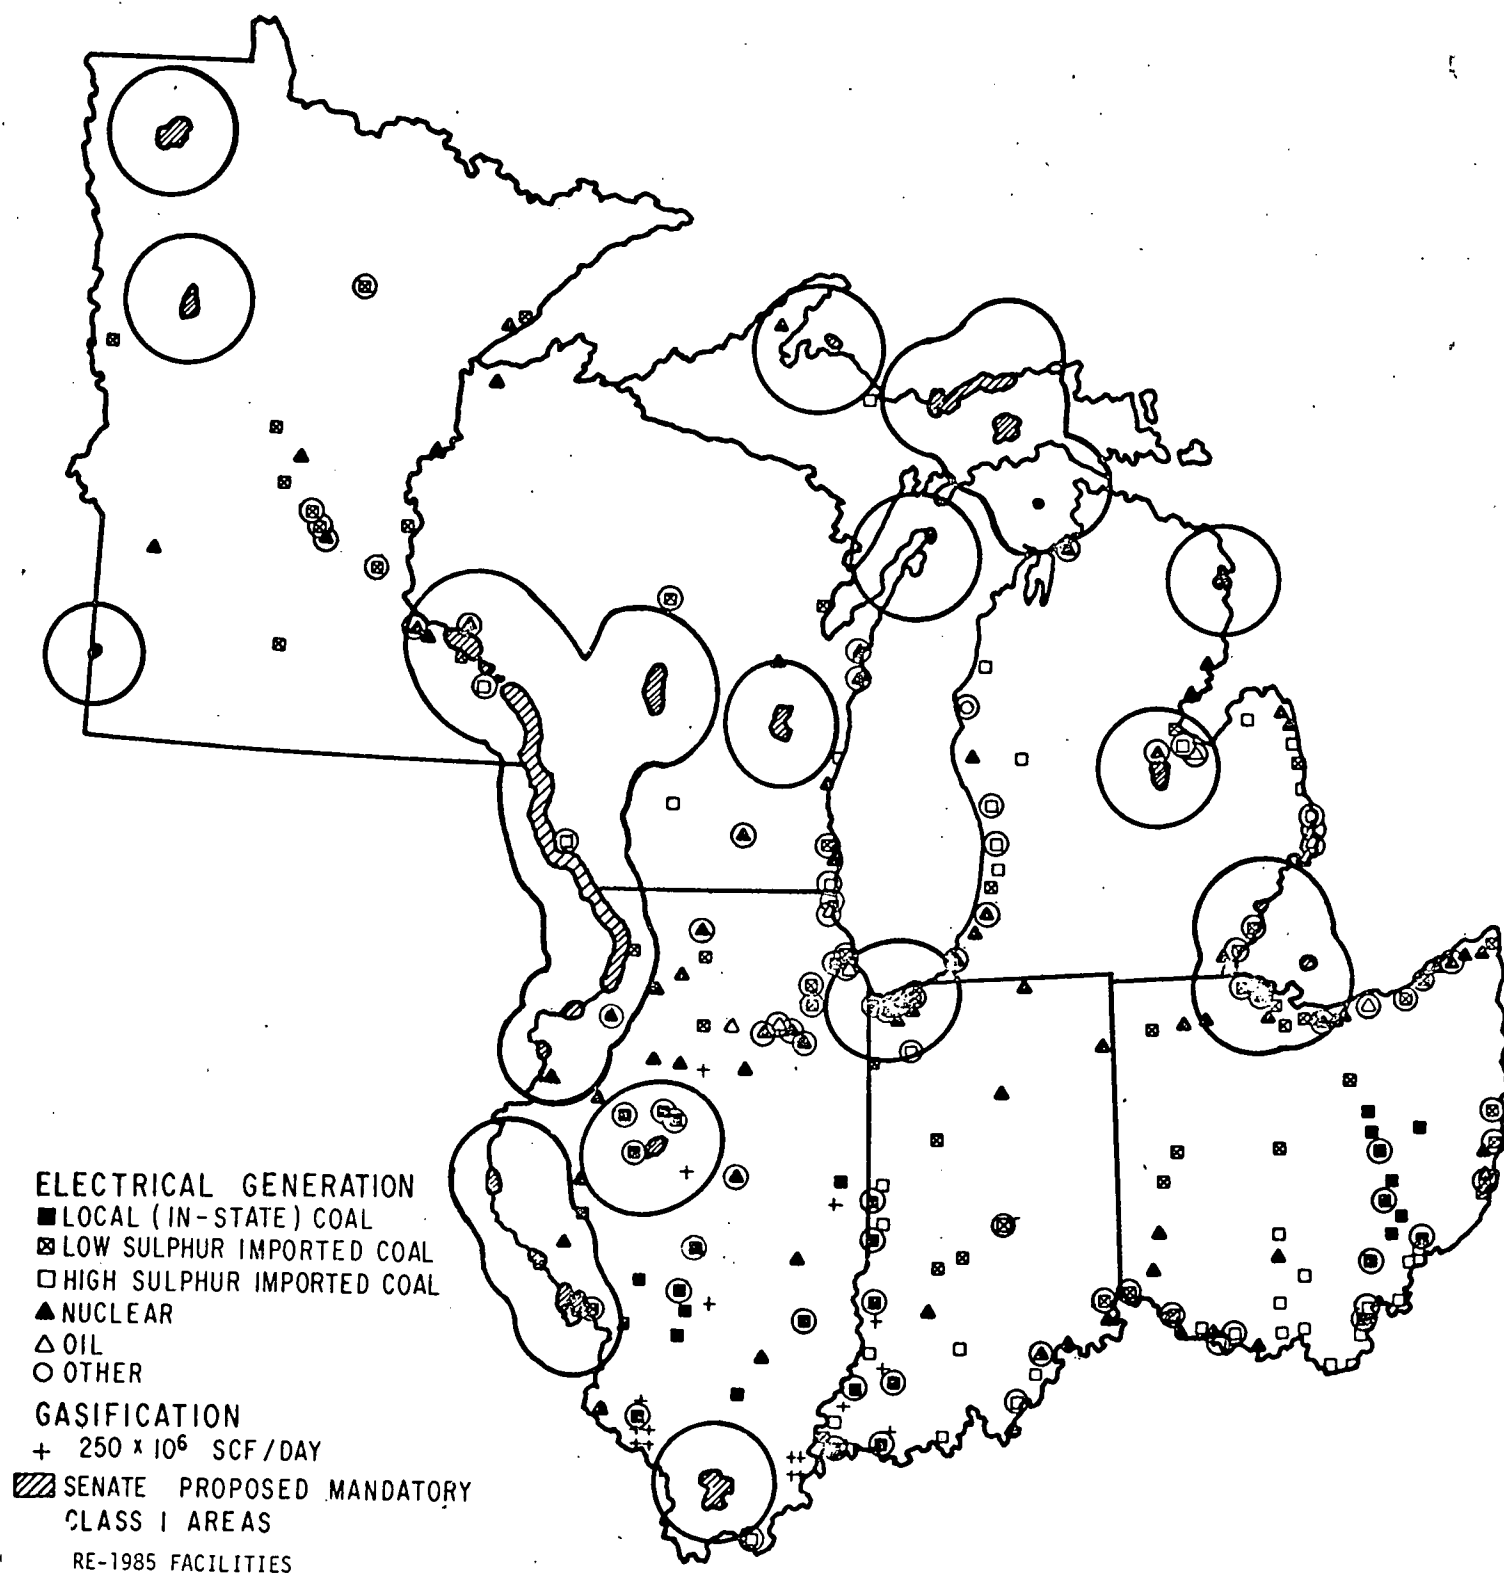 ELECTRICAL GENERATION
LOCAL (IN-STATE) COAL
LOW SULPHUR IMPORTED COAL
HIGH SULPHUR IMPORTED COAL
NUCLEAR
OIL
OTHER
GASIFICATION
+ 250 x 10⁶ SCF/DAY
SENATE PROPOSED MANDATORY
CLASS I AREAS
RE-1985 FACILITIES